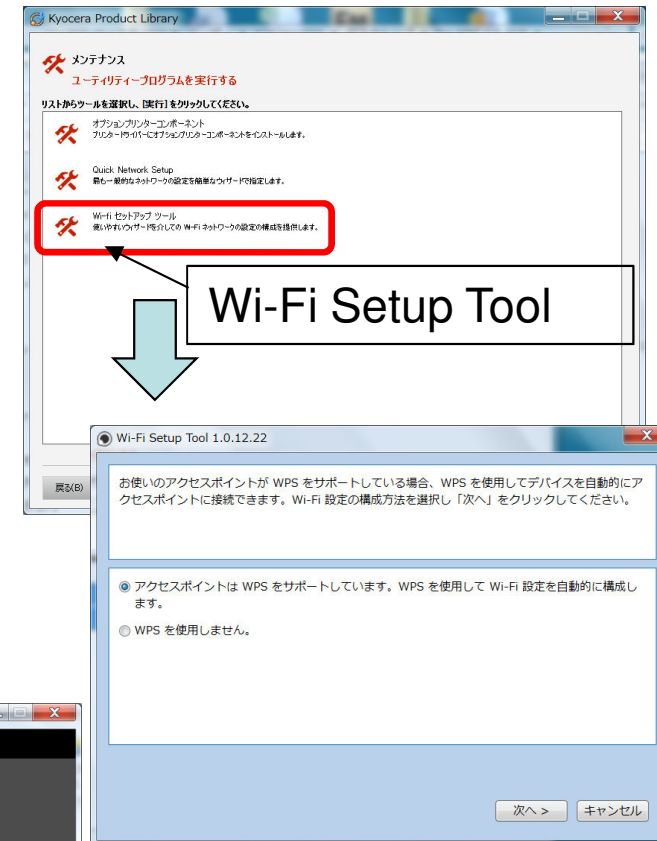 Kyocera Product Library
メンテナンス
ユーティリティープログラムを実行する
リストからツールを選択し、[実行]をクリックしてください。
オプションプリンターコンポーネント
プリンタードライバーにオプションプリンターコンポーネントをインストールします。
Quick Network Setup
最も一般的なネットワークの設定を簡単なウィザードで指定します。
Wi-Fi セットアップ ツール
使いやすいウィザードを介しての Wi-Fi ネットワークの設定の構成を提供します。
Wi-Fi Setup Tool
戻る(B)
Wi-Fi Setup Tool 1.0.12.22
お使いのアクセスポイントが WPS をサポートしている場合、WPS を使用してデバイスを自動的にア
クセスポイントに接続できます。Wi-Fi 設定の構成方法を選択し「次へ」をクリックしてください。
アクセスポイントは WPS をサポートしています。WPS を使用して Wi-Fi 設定を自動的に構成し
ます。
WPS を使用しません。
次へ >
キャンセル